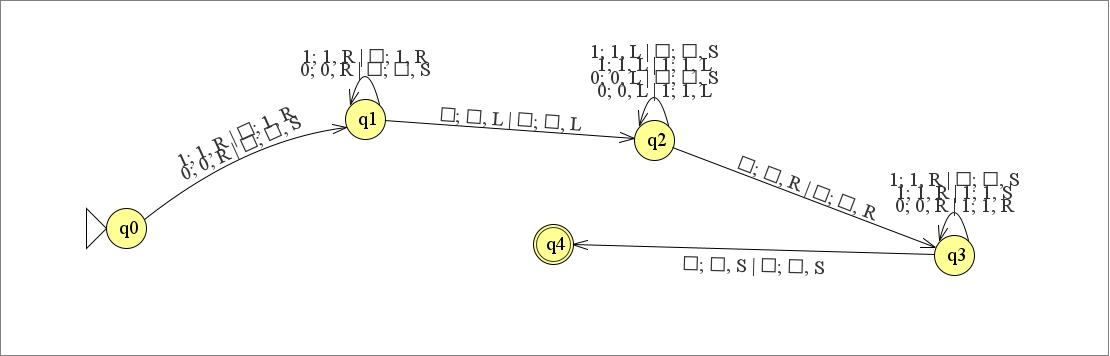 1; 1, R | □; 1, R
0; 0, R | □; □, S
1; 1, L | □; □, S
1; 1, L | 1; 1, L
0; 0, L | □; □, S
0; 0, L | 1; 1, L
1; 1, R | □; 1, R
0; 0, R | □; □, S
q1
□; □, L | □; □, L
q2
□; □, R | □; □, R
1; 1, R | □; □, S
1; 1, R | 1; 1, S
0; 0, R | 1; 1, R
q0
q4
q3
□; □, S | □; □, S